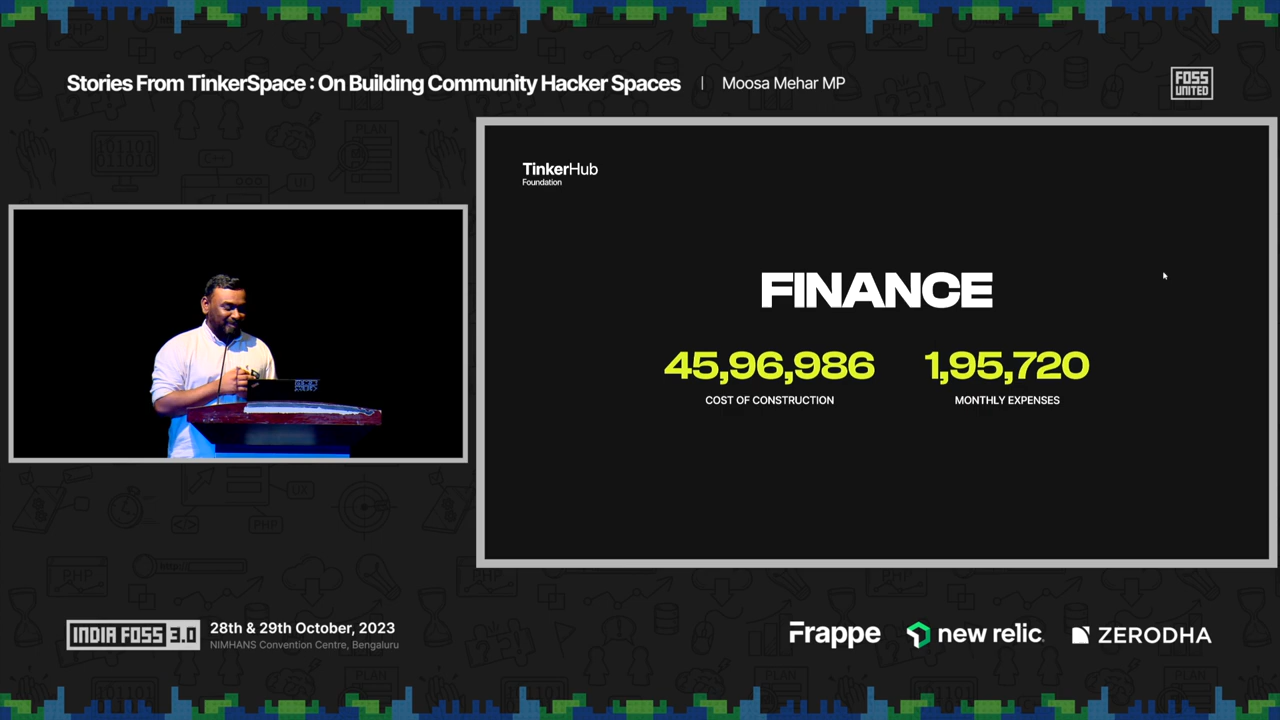 Stories From TinkerSpace : On Building Community Hacker Spaces | Moosa Mehar MP
FOSS
UNITED
TinkerHub
Foundation
FINANCE
45,96,986 1,95,720
COST OF CONSTRUCTION MONTHLY EXPENSES
INDIA FOSS 3.0
28th & 29th October, 2023
NIMHANS Convention Centre, Bengaluru
Frappe new relic ZERODHA